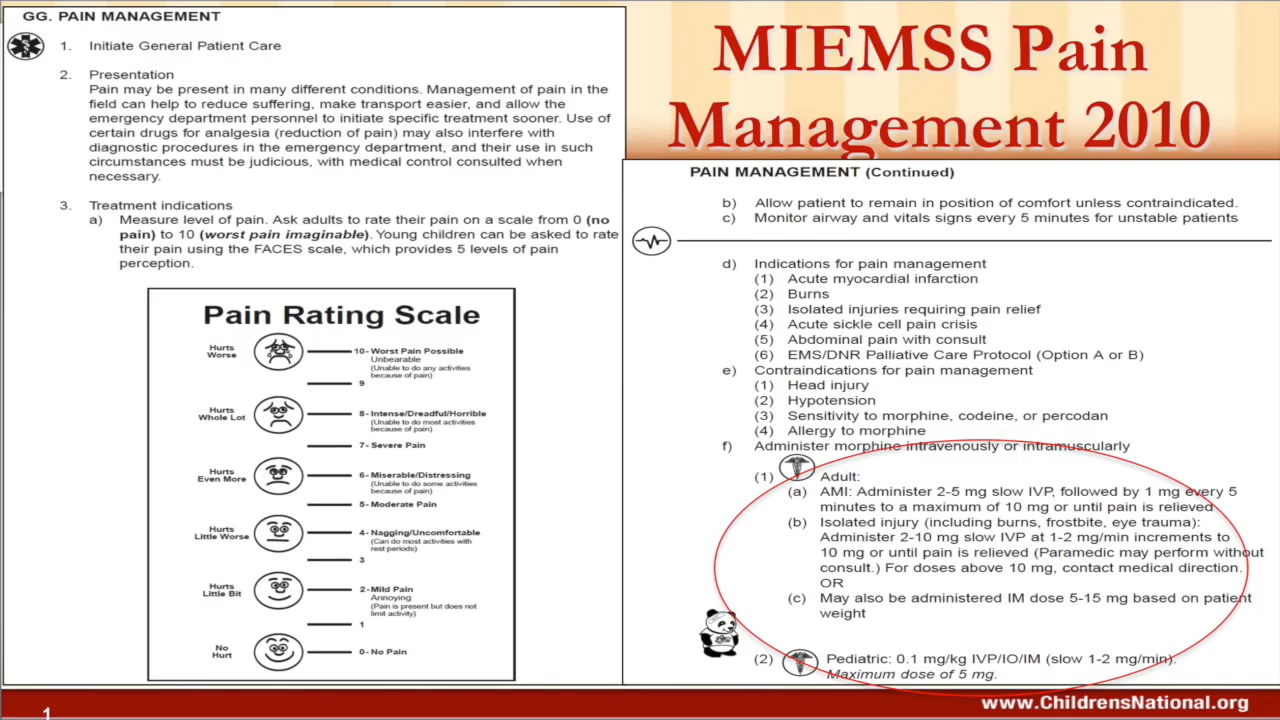 GG. PAIN MANAGEMENT
1. Initiate General Patient Care
2. Presentation
Pain may be present in many different conditions. Management of pain in the
field can help to reduce suffering, make transport easier, and allow the
emergency department personnel to initiate specific treatment sooner. Use of
certain drugs for analgesia (reduction of pain) may also interfere with
diagnostic procedures in the emergency department, and their use in such
circumstances must be judicious, with medical control consulted when
necessary.
3. Treatment indications
a) Measure level of pain. Ask adults to rate their pain on a scale from 0 (no
pain) to 10 (worst pain imaginable). Young children can be asked to rate
their pain using the FACES scale, which provides 5 levels of pain
perception.
Pain Rating Scale
Hurts
Worse
10- Worst Pain Possible
Unbearable
(Unable to do any activities
because of pain)
9
Hurts
Whole Lot
8- Intense/Dreadful/Horrible
(Unable to do most activities
because of pain)
7- Severe Pain
Hurts
Even More
6- Miserable/Distressing
(Unable to do some activities
because of pain)
5- Moderate Pain
Hurts
Little Worse
4- Nagging/Uncomfortable
(Can do most activities with
rest periods)
3
Hurts
Little Bit
2- Mild Pain
Annoying
(Pain is present but does not
limit activity)
1
No
Hurt
0- No Pain
MIEMSS Pain
Management 2010
PAIN MANAGEMENT (Continued)
b) Allow patient to remain in position of comfort unless contraindicated.
c) Monitor airway and vitals signs every 5 minutes for unstable patients
d) Indications for pain management
(1) Acute myocardial infarction
(2) Burns
(3) Isolated injuries requiring pain relief
(4) Acute sickle cell pain crisis
(5) Abdominal pain with consult
(6) EMS/DNR Palliative Care Protocol (Option A or B)
e) Contraindications for pain management
(1) Head injury
(2) Hypotension
(3) Sensitivity to morphine, codeine, or percodan
(4) Allergy to morphine
f) Administer morphine intravenously or intramuscularly
(1) Adult:
(a) AMI: Administer 2-5 mg slow IVP, followed by 1 mg every 5
minutes to a maximum of 10 mg or until pain is relieved
(b) Isolated injury (including burns, frostbite, eye trauma):
Administer 2-10 mg slow IVP at 1-2 mg/min increments to
10 mg or until pain is relieved (Paramedic may perform without
consult.) For doses above 10 mg, contact medical direction.
OR
(c) May also be administered IM dose 5-15 mg based on patient
weight
(2) Pediatric: 0.1 mg/kg IVP/IO/IM (slow 1-2 mg/min).
Maximum dose of 5 mg.
1
www.ChildrensNational.org